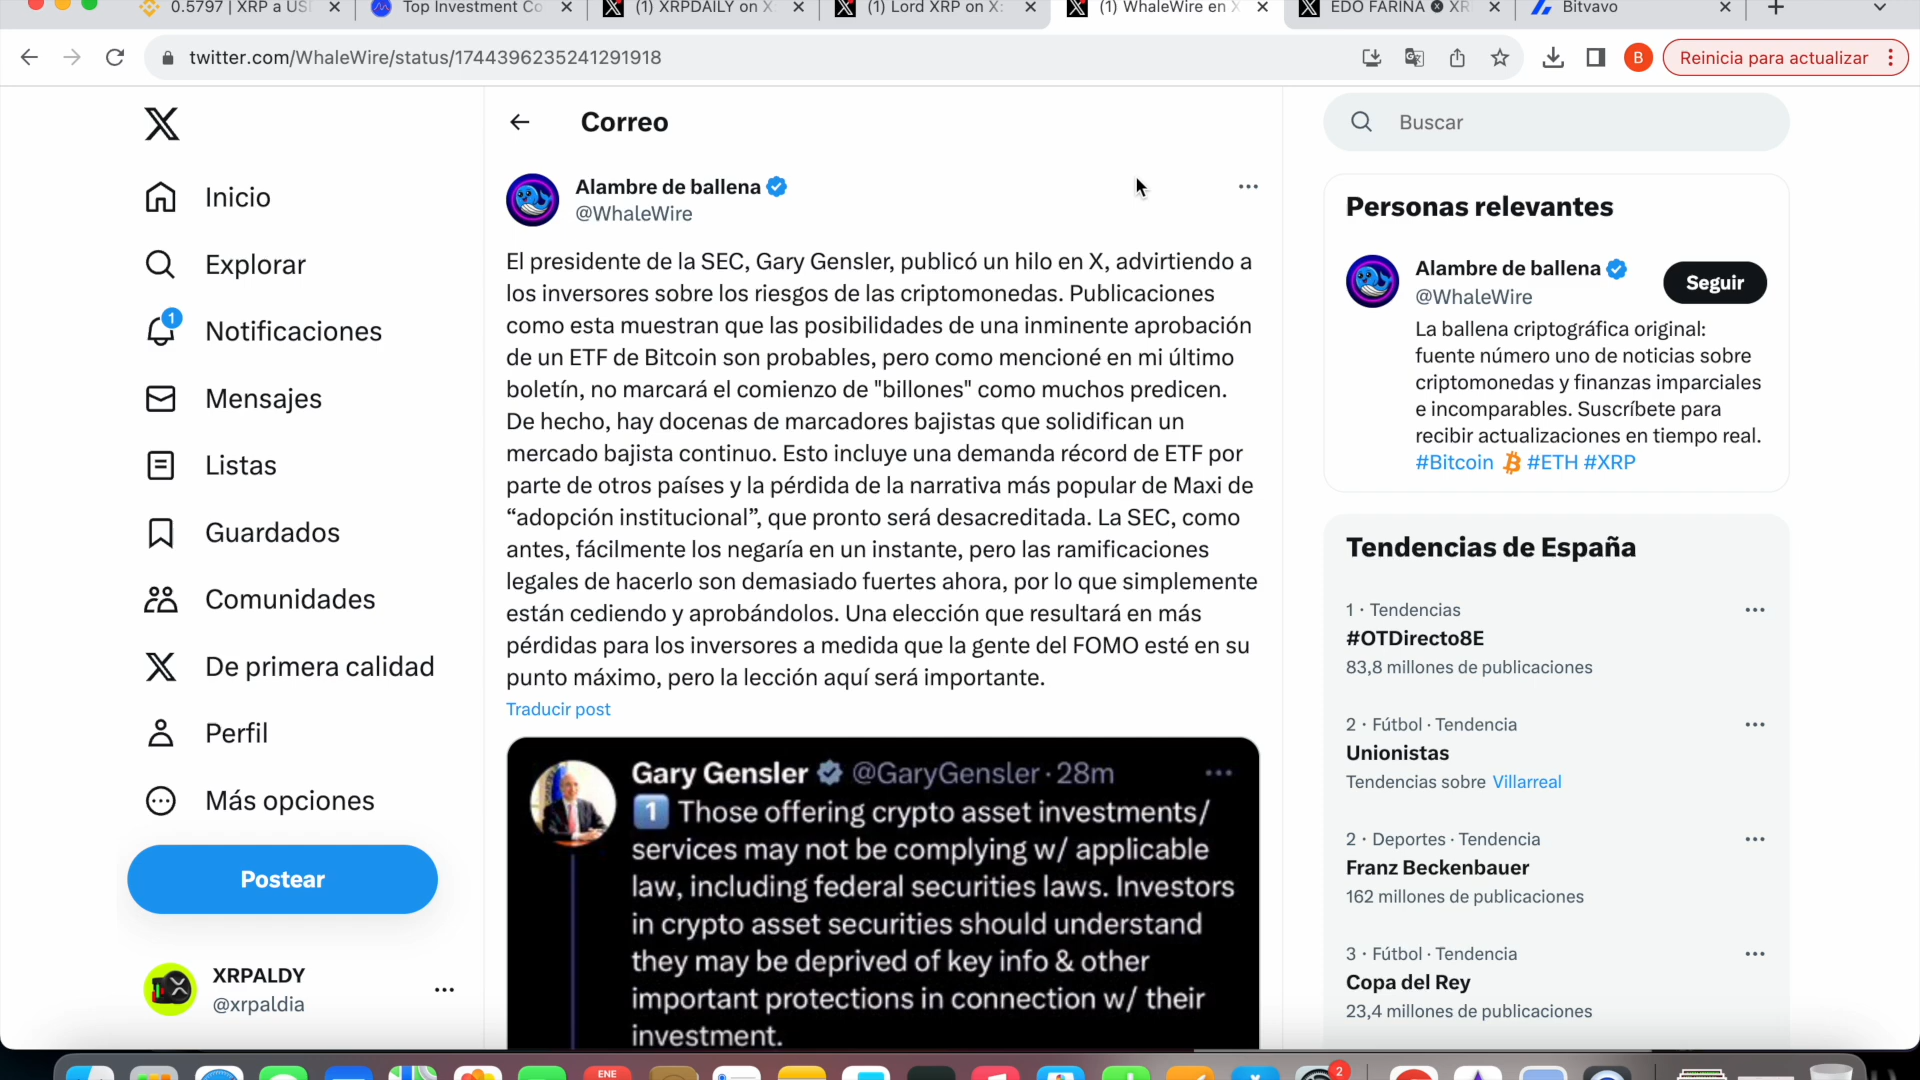 0.5797 | XRP a US
Top Investment Co
(1) XRPDAILY on X
(1) Lord XRP on X:
(1) WhaleWire en X
EDO FARINA XR
Bitvavo
twitter.com/WhaleWire/status/1744396235241291918
B
Reinicia para actualizar
Inicio
Explorar
1
Notificaciones
Mensajes
Listas
Guardados
Comunidades
De primera calidad
Perfil
Más opciones
Postear
XRPALDY
@xrpaldia
Correo
Alambre de ballena
@WhaleWire
El presidente de la SEC, Gary Gensler, publicó un hilo en X, advirtiendo a
los inversores sobre los riesgos de las criptomonedas. Publicaciones
como esta muestran que las posibilidades de una inminente aprobación
de un ETF de Bitcoin son probables, pero como mencioné en mi último
boletín, no marcará el comienzo de "billones" como muchos predicen.
De hecho, hay docenas de marcadores bajistas que solidifican un
mercado bajista continuo. Esto incluye una demanda récord de ETF por
parte de otros países y la pérdida de la narrativa más popular de Maxi de
“adopción institucional”, que pronto será desacreditada. La SEC, como
antes, fácilmente los negaría en un instante, pero las ramificaciones
legales de hacerlo son demasiado fuertes ahora, por lo que simplemente
están cediendo y aprobándolos. Una elección que resultará en más
pérdidas para los inversores a medida que la gente del FOMO esté en su
punto máximo, pero la lección aquí será importante.
Traducir post
Gary Gensler @GaryGensler · 28m
1 Those offering crypto asset investments/
services may not be complying w/ applicable
law, including federal securities laws. Investors
in crypto asset securities should understand
they may be deprived of key info & other
important protections in connection w/ their
investment.
Buscar
Personas relevantes
Alambre de ballena
@WhaleWire
Seguir
La ballena criptográfica original:
fuente número uno de noticias sobre
criptomonedas y finanzas imparciales
e incomparables. Suscríbete para
recibir actualizaciones en tiempo real.
#Bitcoin #ETH #XRP
Tendencias de España
1 · Tendencias
#OTDirecto8E
83,8 millones de publicaciones
2 · Fútbol · Tendencia
Unionistas
Tendencias sobre Villarreal
2 · Deportes · Tendencia
Franz Beckenbauer
162 millones de publicaciones
3 · Fútbol · Tendencia
Copa del Rey
23,4 millones de publicaciones
ENE
2